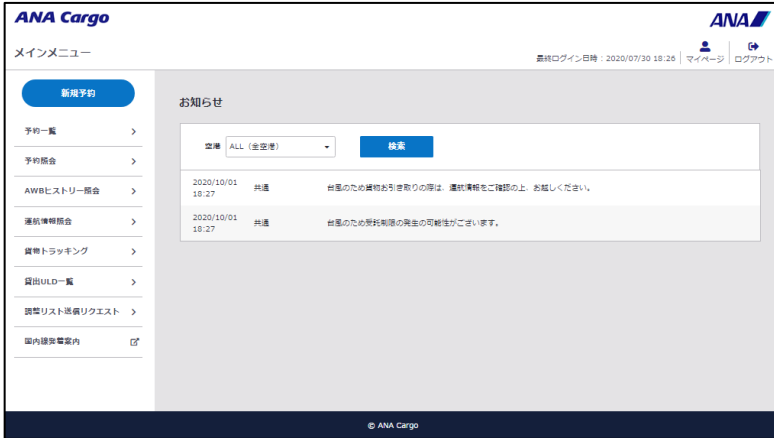 ANA Cargo
ANA
メインメニュー
最終ログイン日時：2020/07/30 18:26
マイページ
ログアウト
新規予約
予約一覧
予約照会
AWBヒストリー照会
運航情報照会
貨物トラッキング
貸出ULD一覧
調整リスト送信リクエスト
国内線発着案内
お知らせ
空港 ALL（全空港） 検索
2020/10/01 18:27 共通 台風のため貨物お引き取りの際は、運航情報をご確認の上、お越しください。
2020/10/01 18:27 共通 台風のため受託制限の発生の可能性がございます。
© ANA Cargo